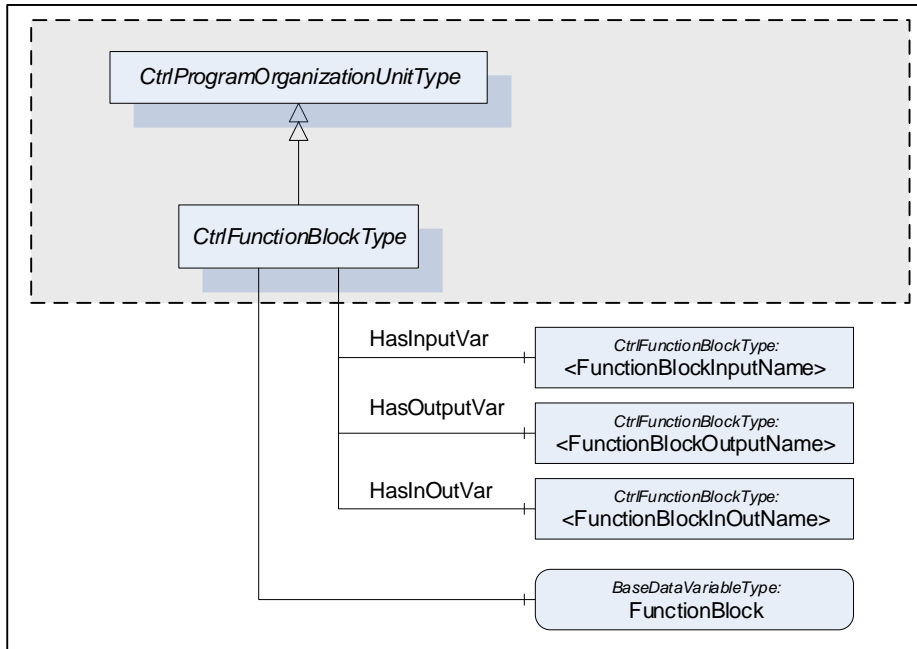 CtrlProgramOrganizationUnitType
CtrlFunctionBlockType
HasInputVar
CtrlFunctionBlockType:
<FunctionBlockInputName>
HasOutputVar
CtrlFunctionBlockType:
<FunctionBlockOutputName>
HasInOutVar
CtrlFunctionBlockType:
<FunctionBlockInOutName>
BaseDataVariableType:
FunctionBlock